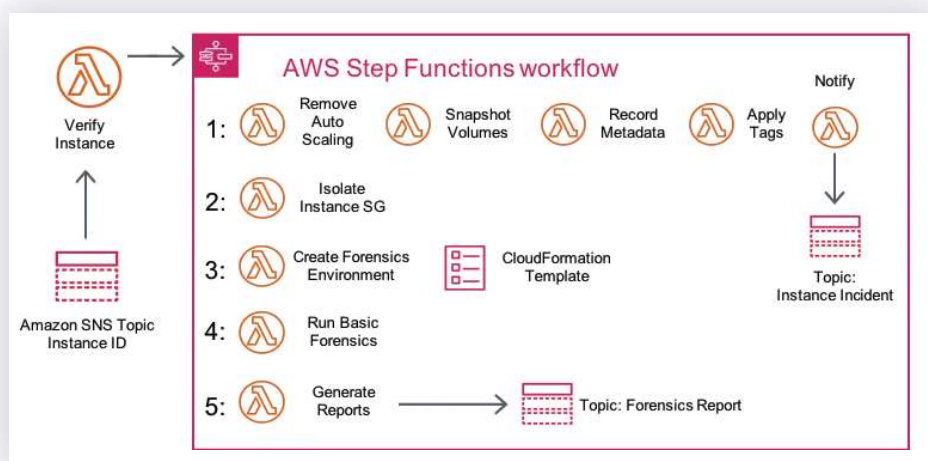 AWS Step Functions workflow
Notify
Verify
Instance
1:
Remove
Auto
Scaling
Snapshot
Volumes
Record
Metadata
Apply
Tags
2:
Isolate
Instance SG
3:
Create Forensics
Environment
CloudFormation
Template
Topic:
Instance Incident
Amazon SNS Topic
Instance ID
4:
Run Basic
Forensics
5:
Generate
Reports
Topic: Forensics Report